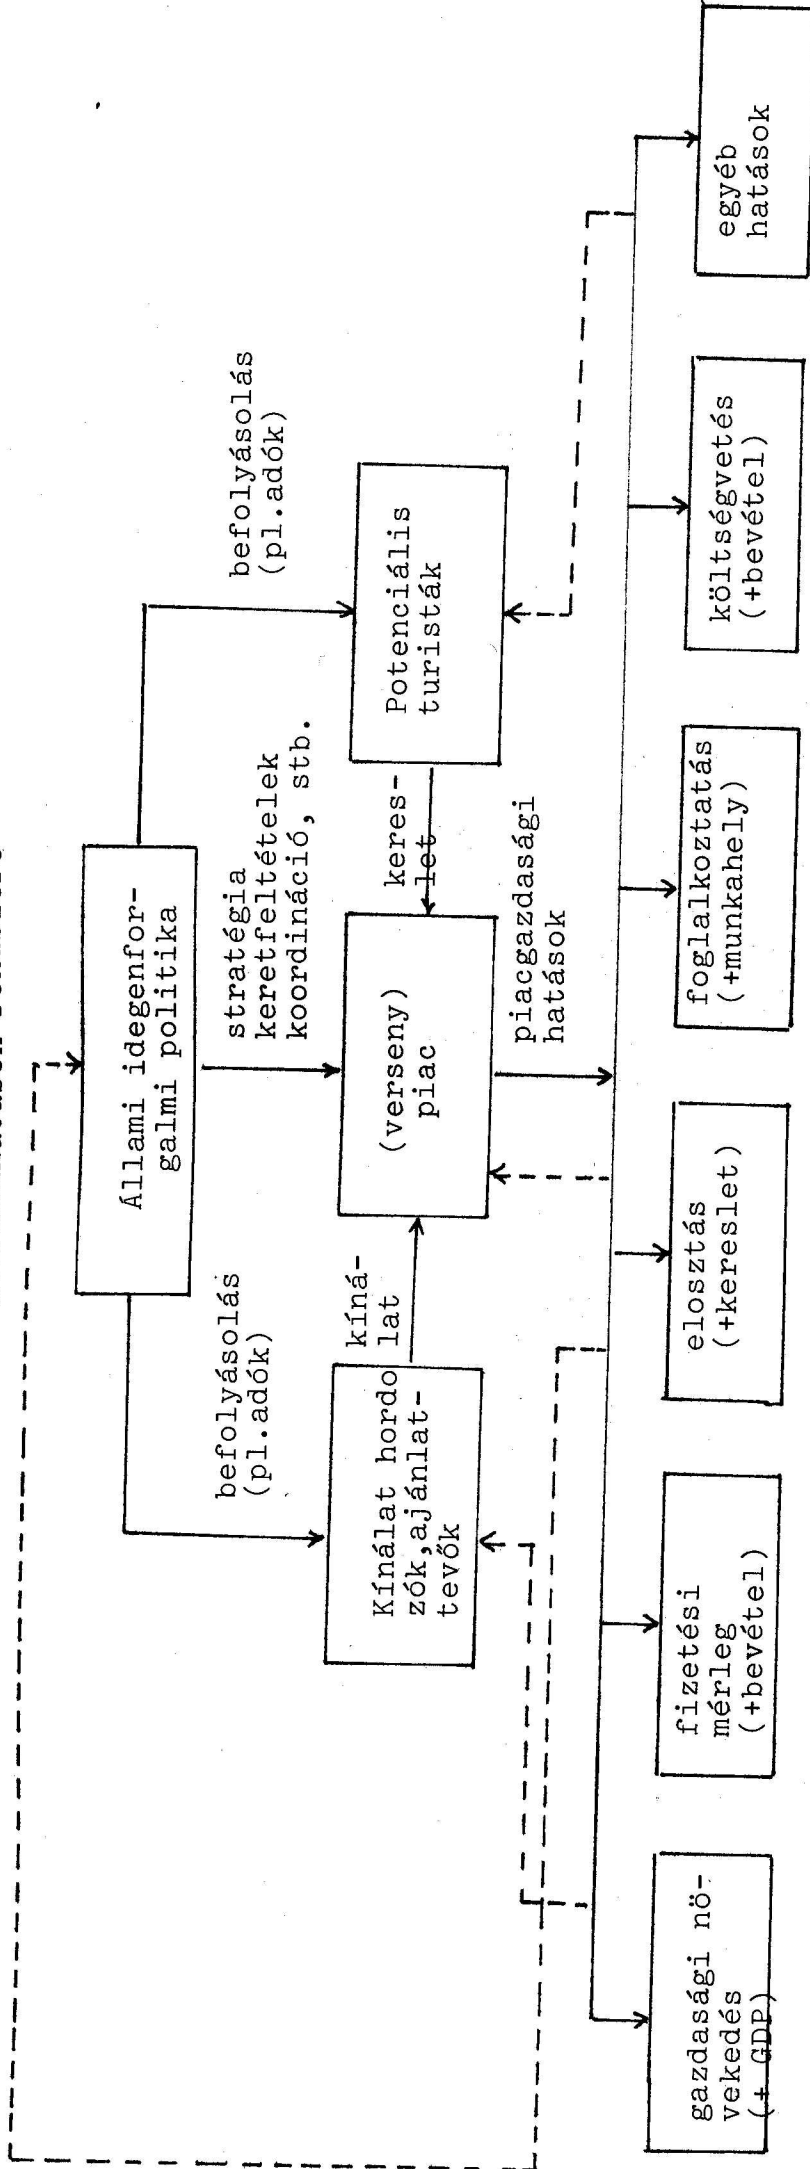 Állami idegenfor-
galmi politika
befolyásolás
(pl.adók)
stratégia
keretfeltételek
koordináció, stb.
befolyásolás
(pl.adók)
Kínálat hordo
zók,ajánlat-
tevők
kíná-
lat
(verseny)
piac
keres-
let
Potenciális
turisták
piacgazdasági
hatások
gazdasági nö-
vekedés
(+ GDP)
fizetési
mérleg
(+bevétel)
elosztás
(+kereslet)
foglalkoztatás
(+munkahely)
költségvetés
(+bevétel)
egyéb
hatások